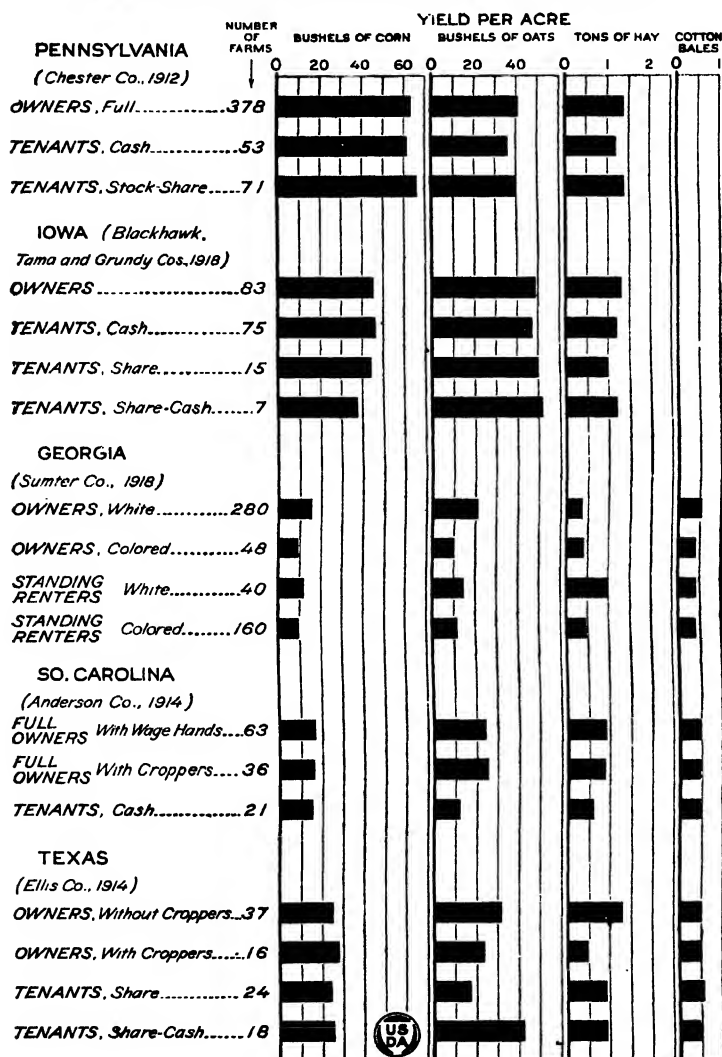 YIELD PER ACRE
NUMBER OF FARMS
BUSHELS OF CORN BUSHELS OF OATS TONS OF HAY COTTON BALES
0 20 40 60 0 20 40 0 1 2 0 1
PENNSYLVANIA
(Chester Co., 1912)
OWNERS, Full 378
TENANTS, Cash 53
TENANTS, Stock-Share 71
IOWA (Blackhawk,
Tama and Grundy Cos., 1918)
OWNERS 83
TENANTS, Cash 75
TENANTS, Share 15
TENANTS, Share-Cash 7
GEORGIA
(Sumter Co., 1918)
OWNERS, White 280
OWNERS, Colored 48
STANDING RENTERS White 40
STANDING RENTERS Colored 160
SO. CAROLINA
(Anderson Co., 1914)
FULL OWNERS With Wage Hands 63
FULL OWNERS With Croppers 36
TENANTS, Cash 21
TEXAS
(Ellis Co., 1914)
OWNERS, Without Croppers 37
OWNERS, With Croppers 16
TENANTS, Share 24
TENANTS, Share-Cash 18
US
DA